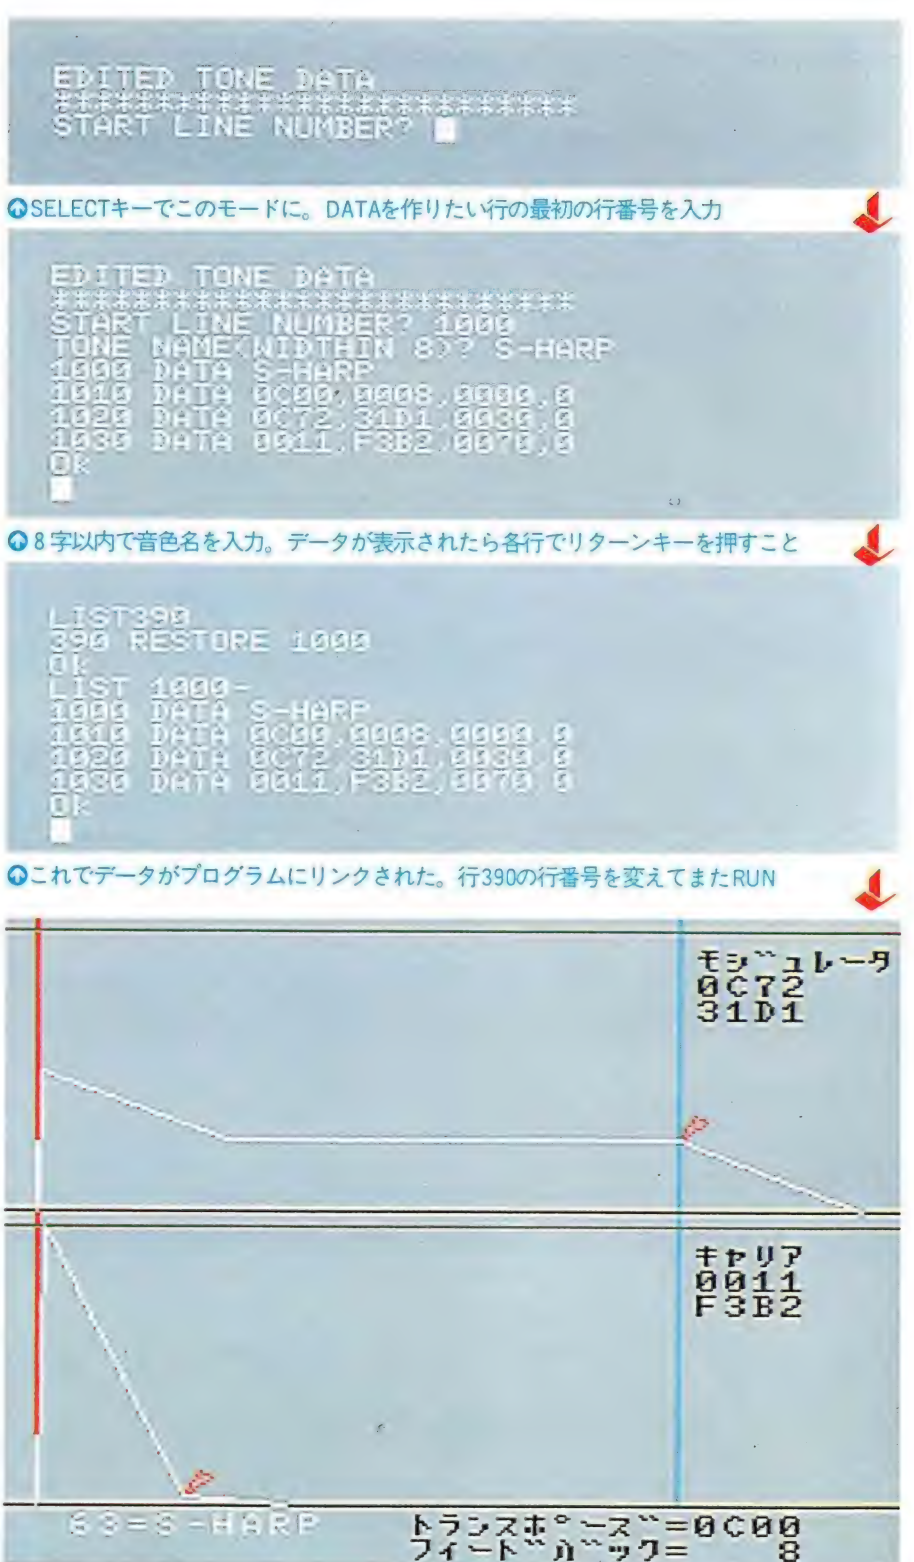 EDITED TONE DATA
**************************
START LINE NUMBER?
SELECTキーでこのモードに。DATAを作りたい行の最初の行番号を入力
EDITED TONE DATA
**************************
START LINE NUMBER? 1000
TONE NAME(WIDTHIN 8)? S-HARP
1000 DATA S-HARP
1010 DATA 0C00,0008,0000,0
1020 DATA 0C72,31D1,0030,0
1030 DATA 0011,F3B2,0070,0
Ok
8字以内で音色名を入力。データが表示されたら各行でリターンキーを押すこと
LIST390
390 RESTORE 1000
Ok
LIST 1000-
1000 DATA S-HARP
1010 DATA 0C00,0008,0000,0
1020 DATA 0C72,31D1,0030,0
1030 DATA 0011,F3B2,0070,0
Ok
これでデータがプログラムにリンクされた。行390の行番号を変えてまたRUN
モジュレータ
0C72
31D1
キャリア
0011
F3B2
63=S-HARP
トランスポーズ=0C00
フィードバック= 8